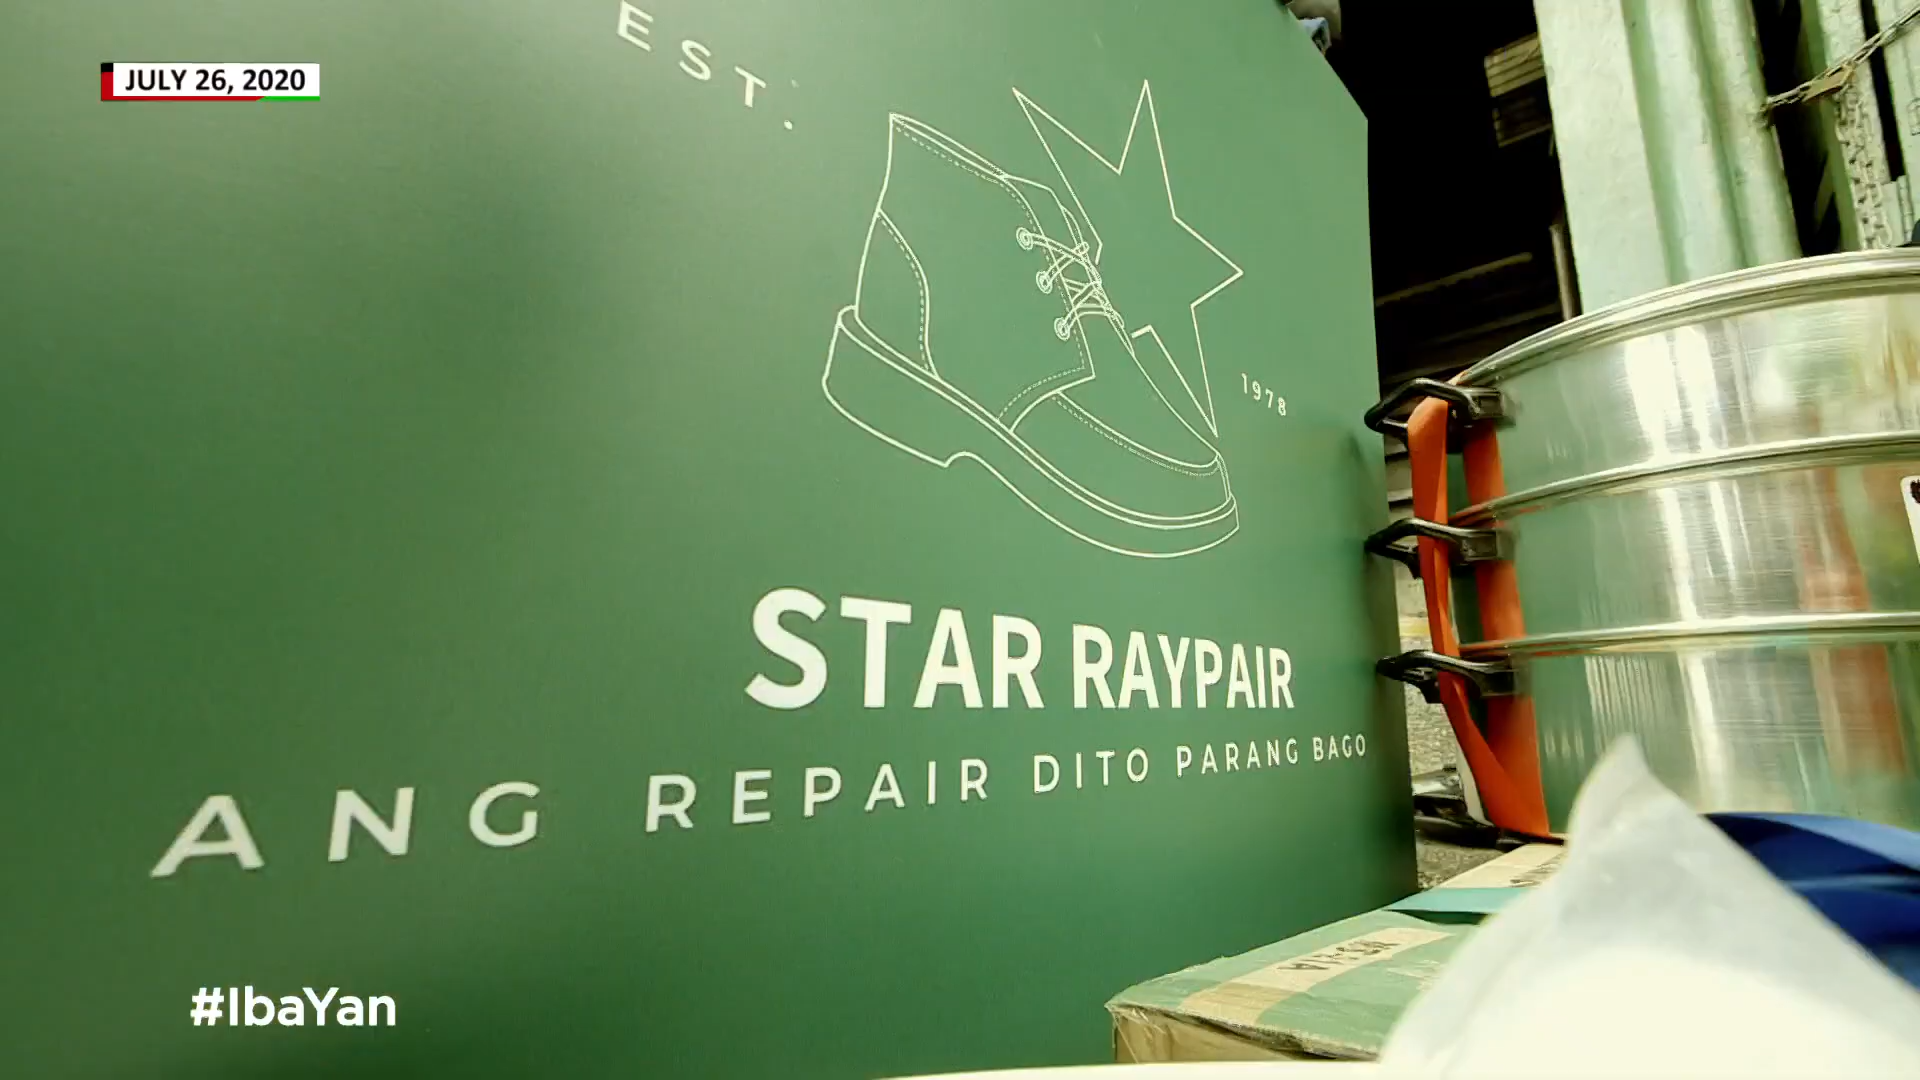 EST.
JULY 26, 2020
1978
STAR RAYPAIR
ANG REPAIR DITO PARANG BAGO
#IbaYan